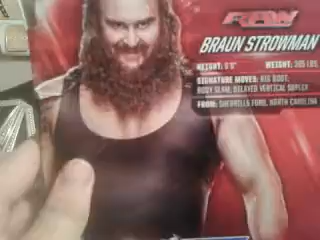 RAW
BRAUN STROWMAN
HEIGHT: 6'8" WEIGHT: 385 LBS.
SIGNATURE MOVES: BIG BOOT;
BODY SLAM; DELAYED VERTICAL SUPLEX
FROM: SHERRILLS FORD, NORTH CAROLINA